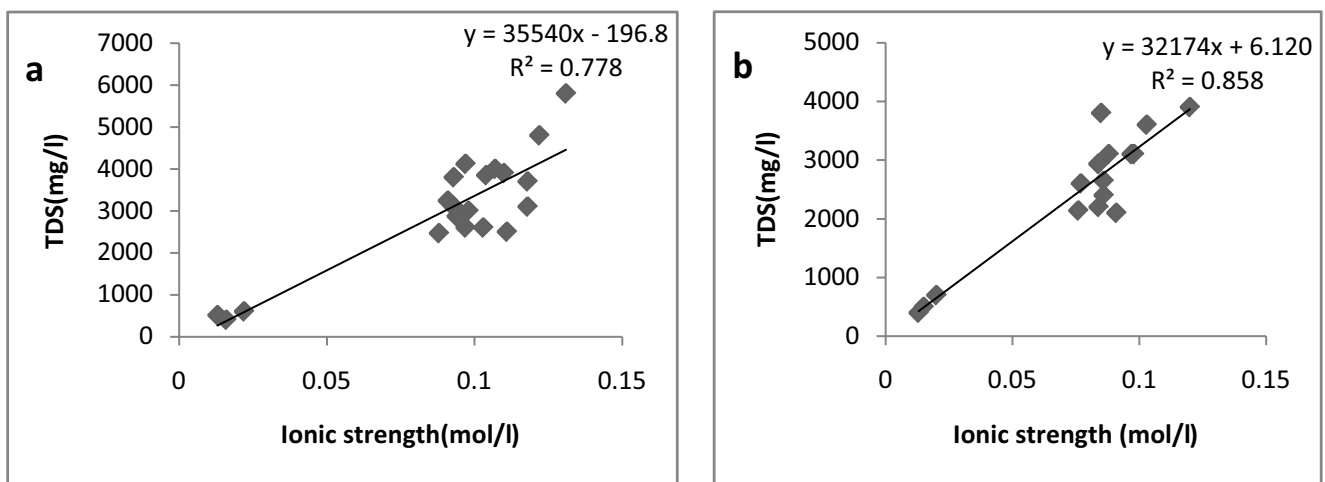 a
y = 35540x - 196.8
R² = 0.778
7000
6000
5000
4000
3000
2000
1000
0
TDS(mg/l)
0 0.05 0.1 0.15
Ionic strength(mol/l)
b
y = 32174x + 6.120
R² = 0.858
5000
4000
3000
2000
1000
0
TDS(mg/l)
0 0.05 0.1 0.15
Ionic strength (mol/l)